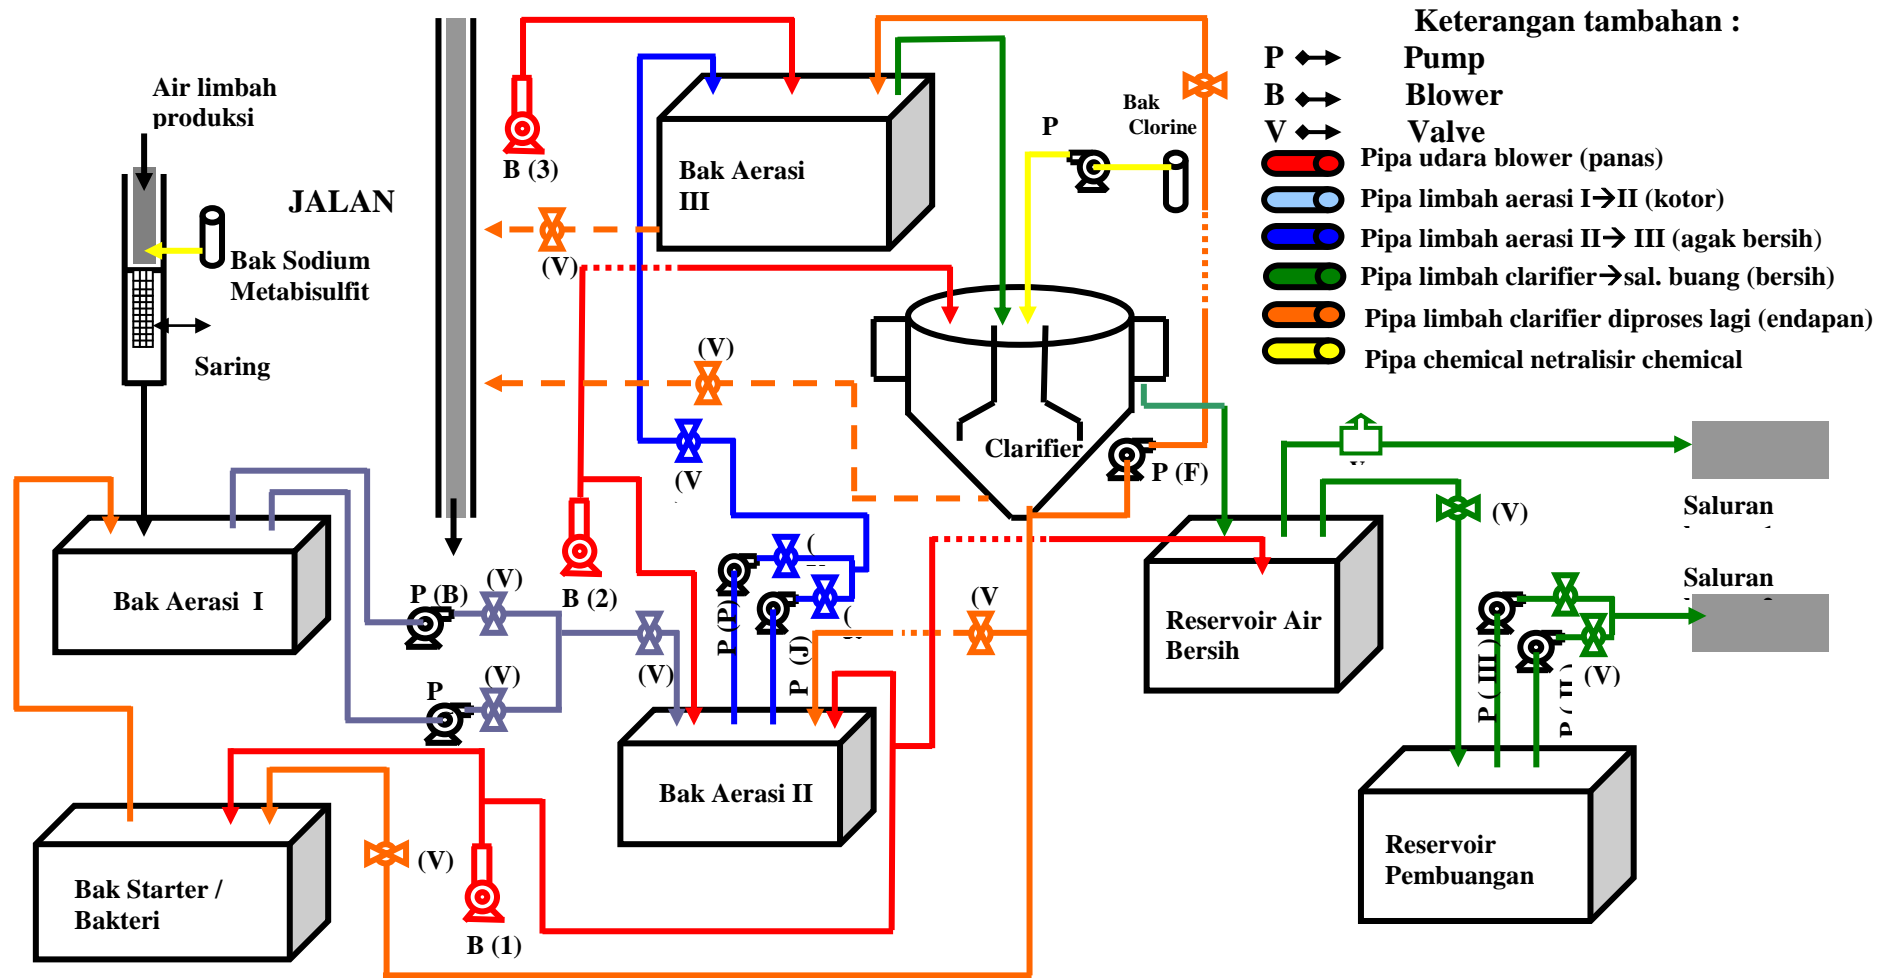 Keterangan tambahan :
P Pump
B Blower
V Valve
Pipa udara blower (panas)
Pipa limbah aerasi I→II (kotor)
Pipa limbah aerasi II→ III (agak bersih)
Pipa limbah clarifier→sal. buang (bersih)
Pipa limbah clarifier diproses lagi (endapan)
Pipa chemical netralisir chemical
Air limbah
produksi
JALAN
Bak Sodium
Metabisulfit
Saring
B (3)
Bak Aerasi
III
P
Bak
Clorine
(V)
(V)
(V
Clarifier
P (F)
(V)
Saluran
Saluran
Bak Aerasi I
P (B)
(V)
P
(V)
(V)
B (2)
P (P)
P (J)
(V
Reservoir Air
Bersih
P (III)
P (II)
(V)
Bak Aerasi II
Bak Starter /
Bakteri
(V)
B (1)
Reservoir
Pembuangan